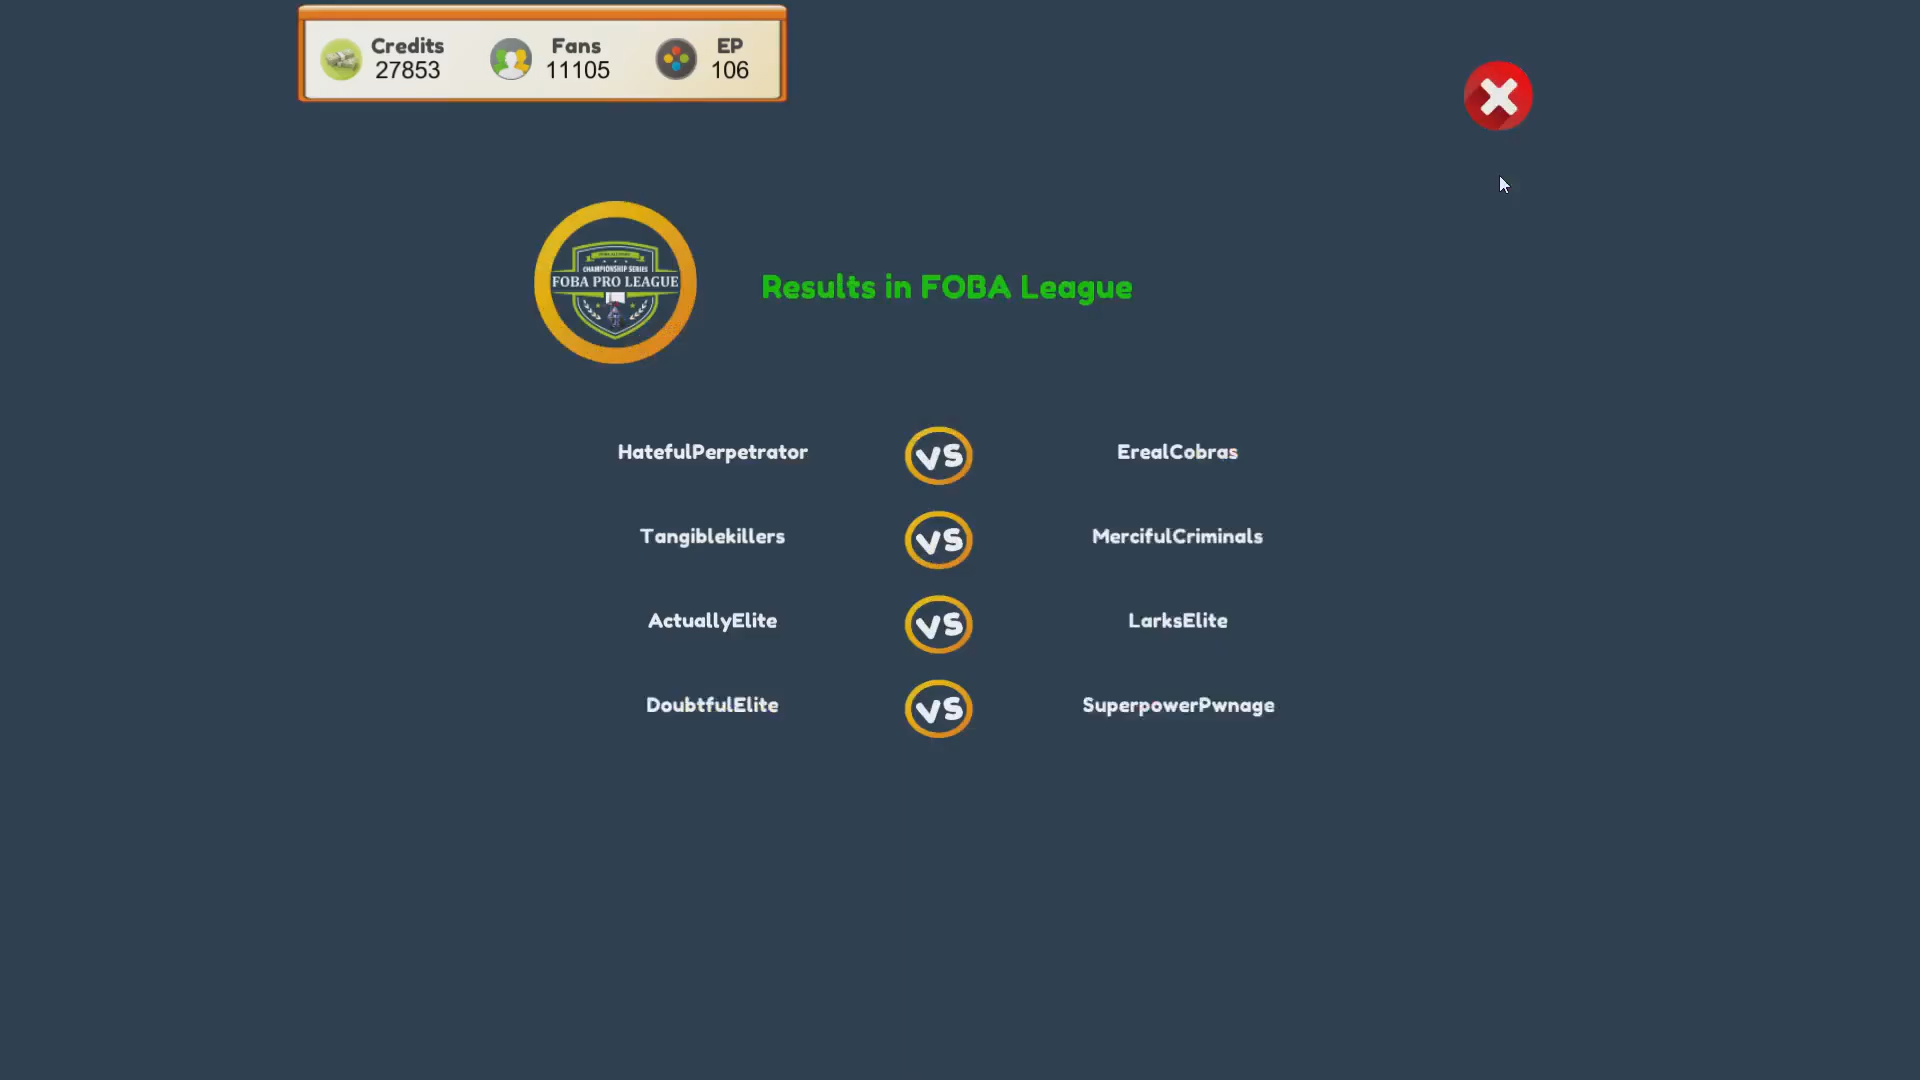 Credits
27853
Fans
11105
EP
106
CHAMPIONSHIP SERIES
FOBA PRO LEAGUE
Results in FOBA League
HatefulPerpetrator VS ErealCobras
Tangiblekillers VS MercifulCriminals
ActuallyElite VS LarksElite
DoubtfulElite VS SuperpowerPwnage